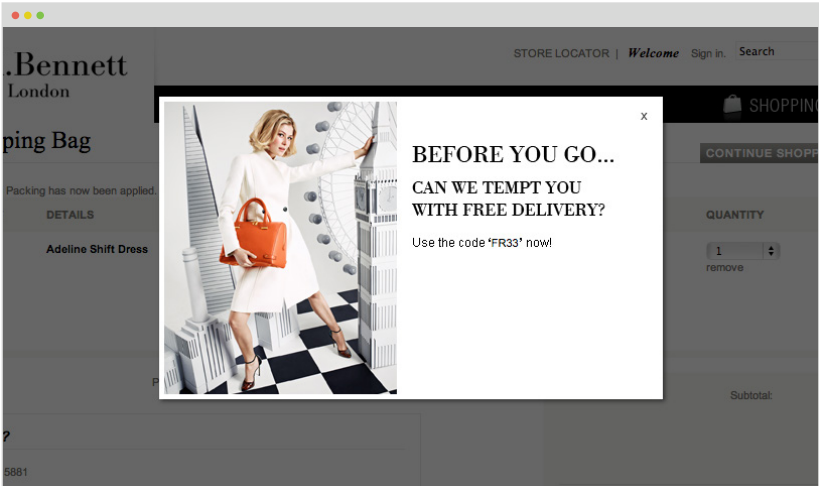 STORE LOCATOR | Welcome Sign in. Search
.Bennett
London
SHOPPIN
pping Bag
CONTINUE SHOPP
Packing has now been applied.
DETAILS
QUANTITY
Adeline Shift Dress
1
remove
x
BEFORE YOU GO...
CAN WE TEMPT YOU
WITH FREE DELIVERY?
Use the code ‘FR33’ now!
P
Subtotal:
?
5881